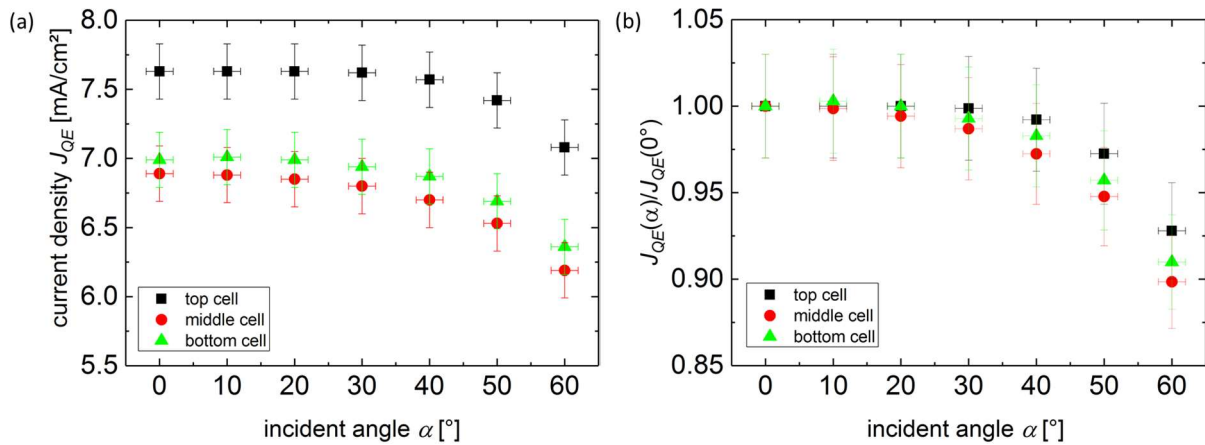 (a)
current density J_QE [mA/cm²]
8.0
7.5
7.0
6.5
6.0
5.5
top cell
middle cell
bottom cell
0 10 20 30 40 50 60
incident angle α [°]
(b)
J_QE(α)/J_QE(0°)
1.05
1.00
0.95
0.90
0.85
top cell
middle cell
bottom cell
0 10 20 30 40 50 60
incident angle α [°]